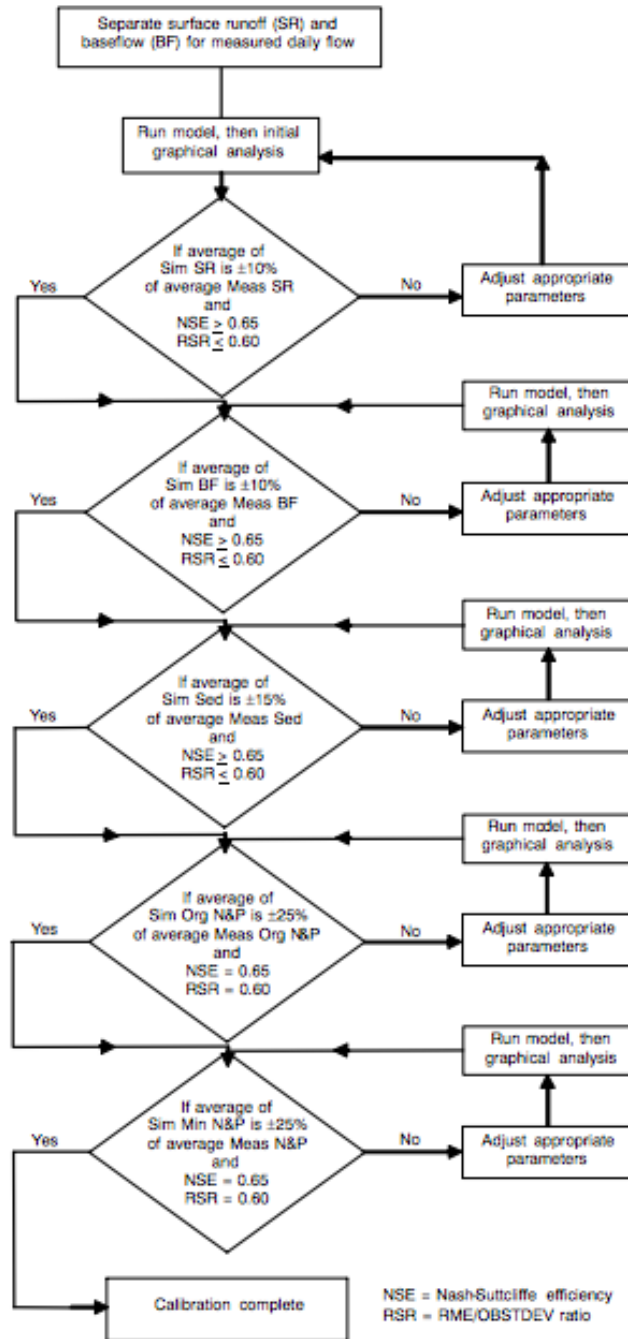 Separate surface runoff (SR) and
baseflow (BF) for measured daily flow
Run model, then initial
graphical analysis
If average of
Sim SR is ±10%
of average Meas SR
and
NSE ≥ 0.65
RSR ≤ 0.60
Yes
No
Adjust appropriate
parameters
Run model, then
graphical analysis
If average of
Sim BF is ±10%
of average Meas BF
and
NSE ≥ 0.65
RSR ≤ 0.60
Yes
No
Adjust appropriate
parameters
Run model, then
graphical analysis
If average of
Sim Sed is ±15%
of average Meas Sed
and
NSE ≥ 0.65
RSR ≤ 0.60
Yes
No
Adjust appropriate
parameters
Run model, then
graphical analysis
If average of
Sim Org N&P is ±25%
of average Meas Org N&P
and
NSE = 0.65
RSR = 0.60
Yes
No
Adjust appropriate
parameters
Run model, then
graphical analysis
If average of
Sim Min N&P is ±25%
of average Meas N&P
and
NSE = 0.65
RSR = 0.60
Yes
No
Adjust appropriate
parameters
Calibration complete
NSE = Nash-Suttcliffe efficiency
RSR = RME/OBSTDEV ratio